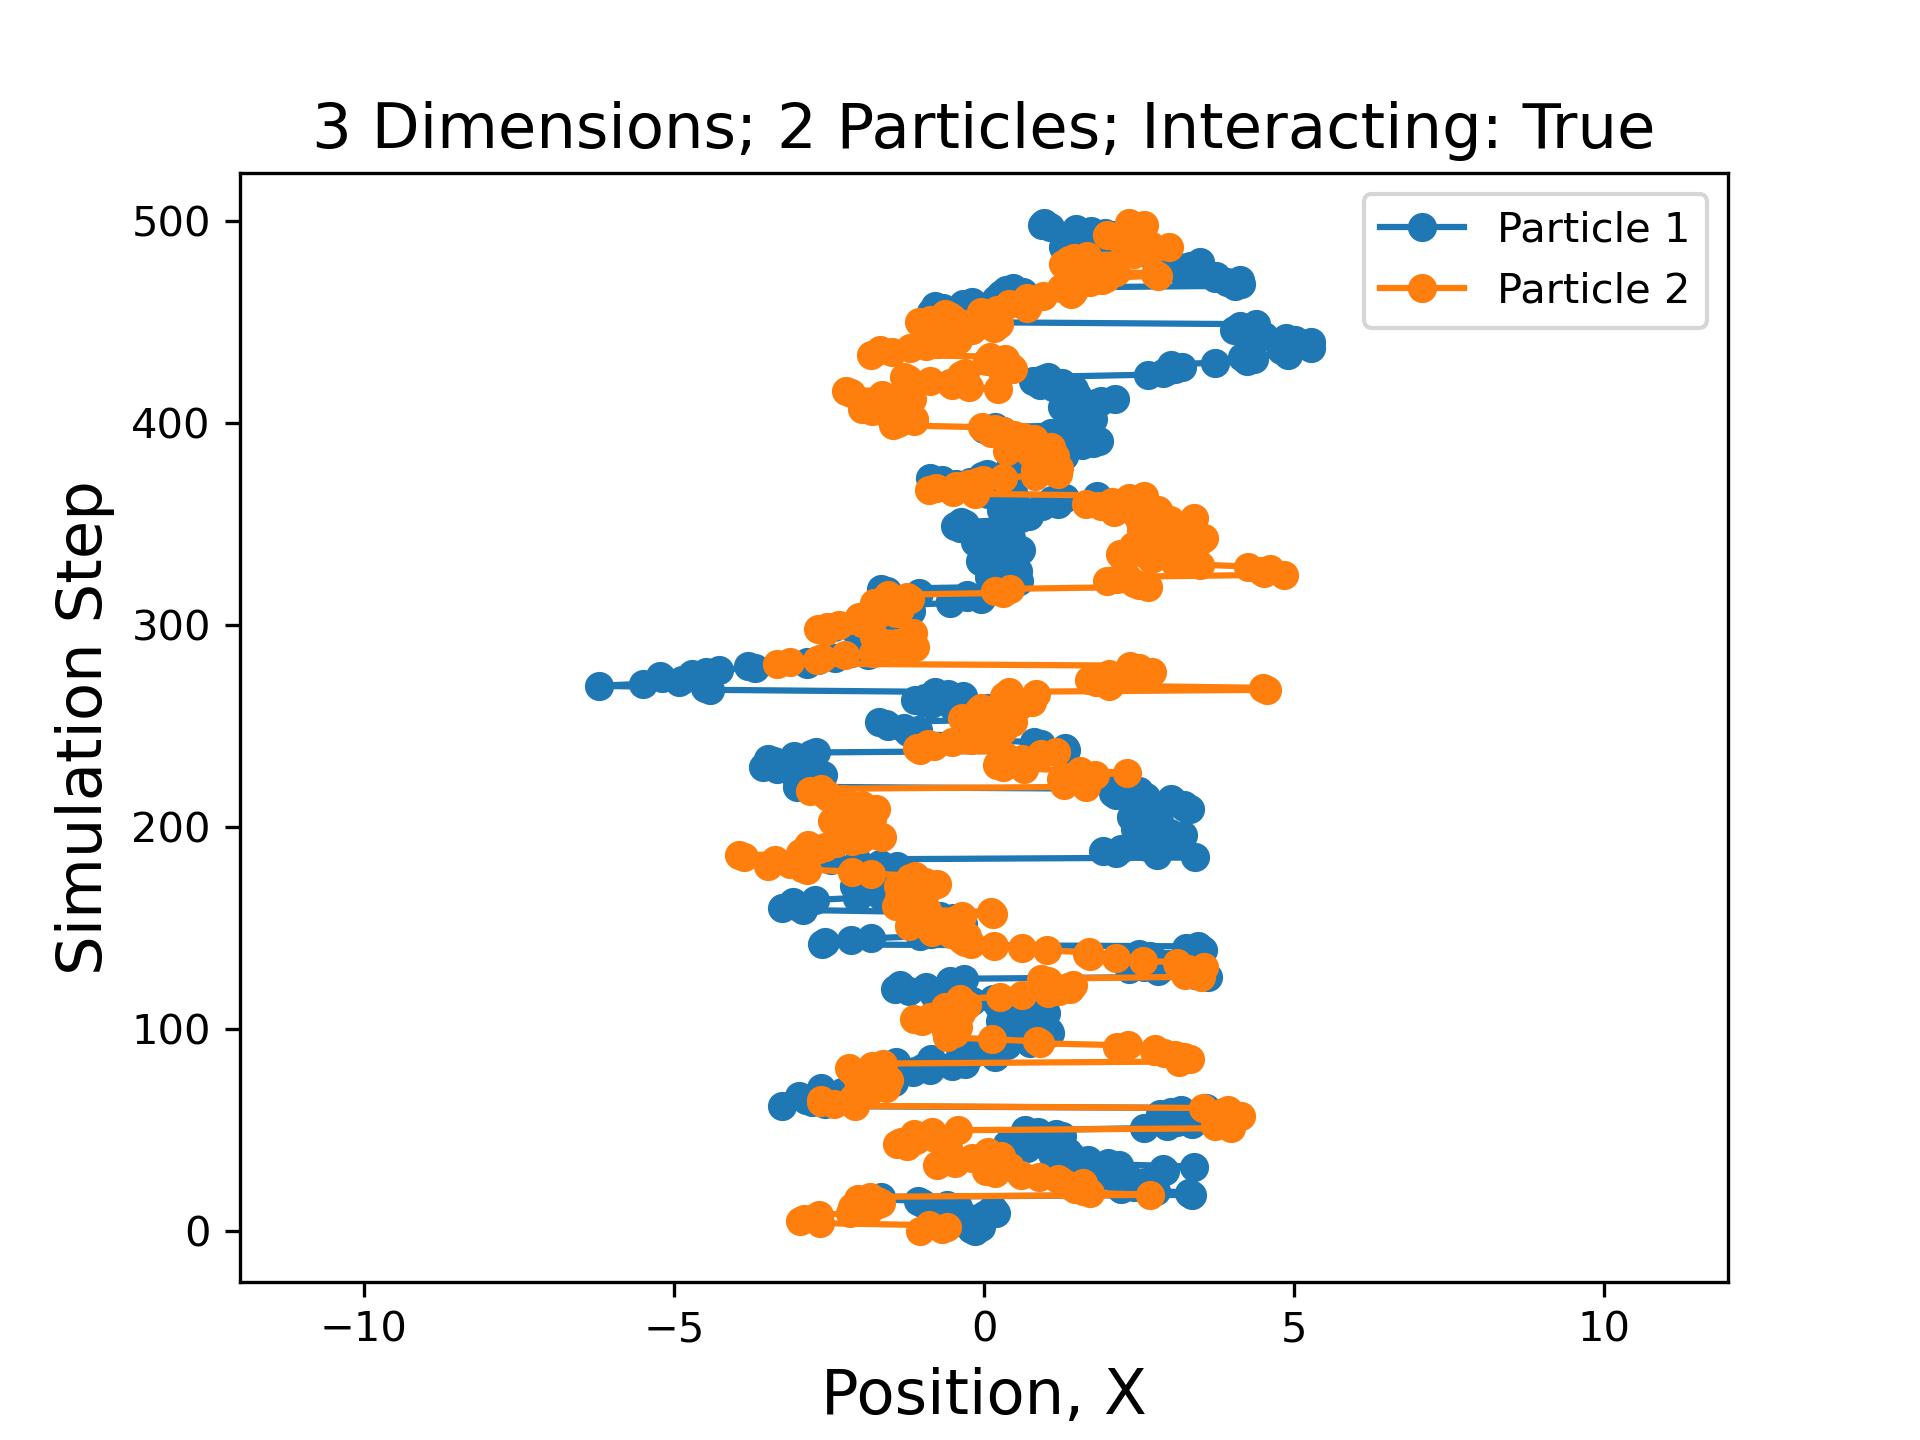 3 Dimensions; 2 Particles; Interacting: True
Particle 1
Particle 2
500
400
300
200
100
0
Simulation Step
−10
−5
0
5
10
Position, X